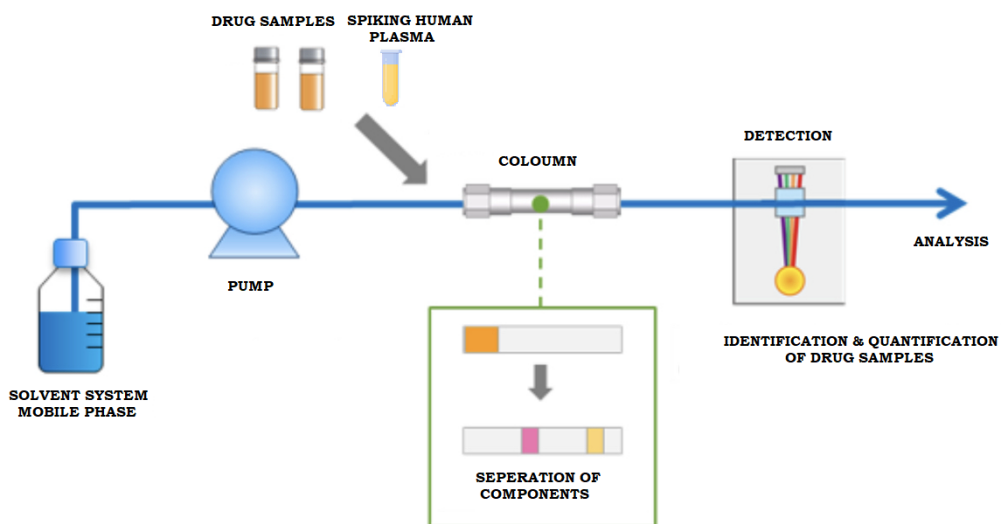 DRUG SAMPLES
SPIKING HUMAN
PLASMA
COLOUMN
DETECTION
ANALYSIS
PUMP
IDENTIFICATION & QUANTIFICATION
OF DRUG SAMPLES
SOLVENT SYSTEM
MOBILE PHASE
SEPERATION OF
COMPONENTS